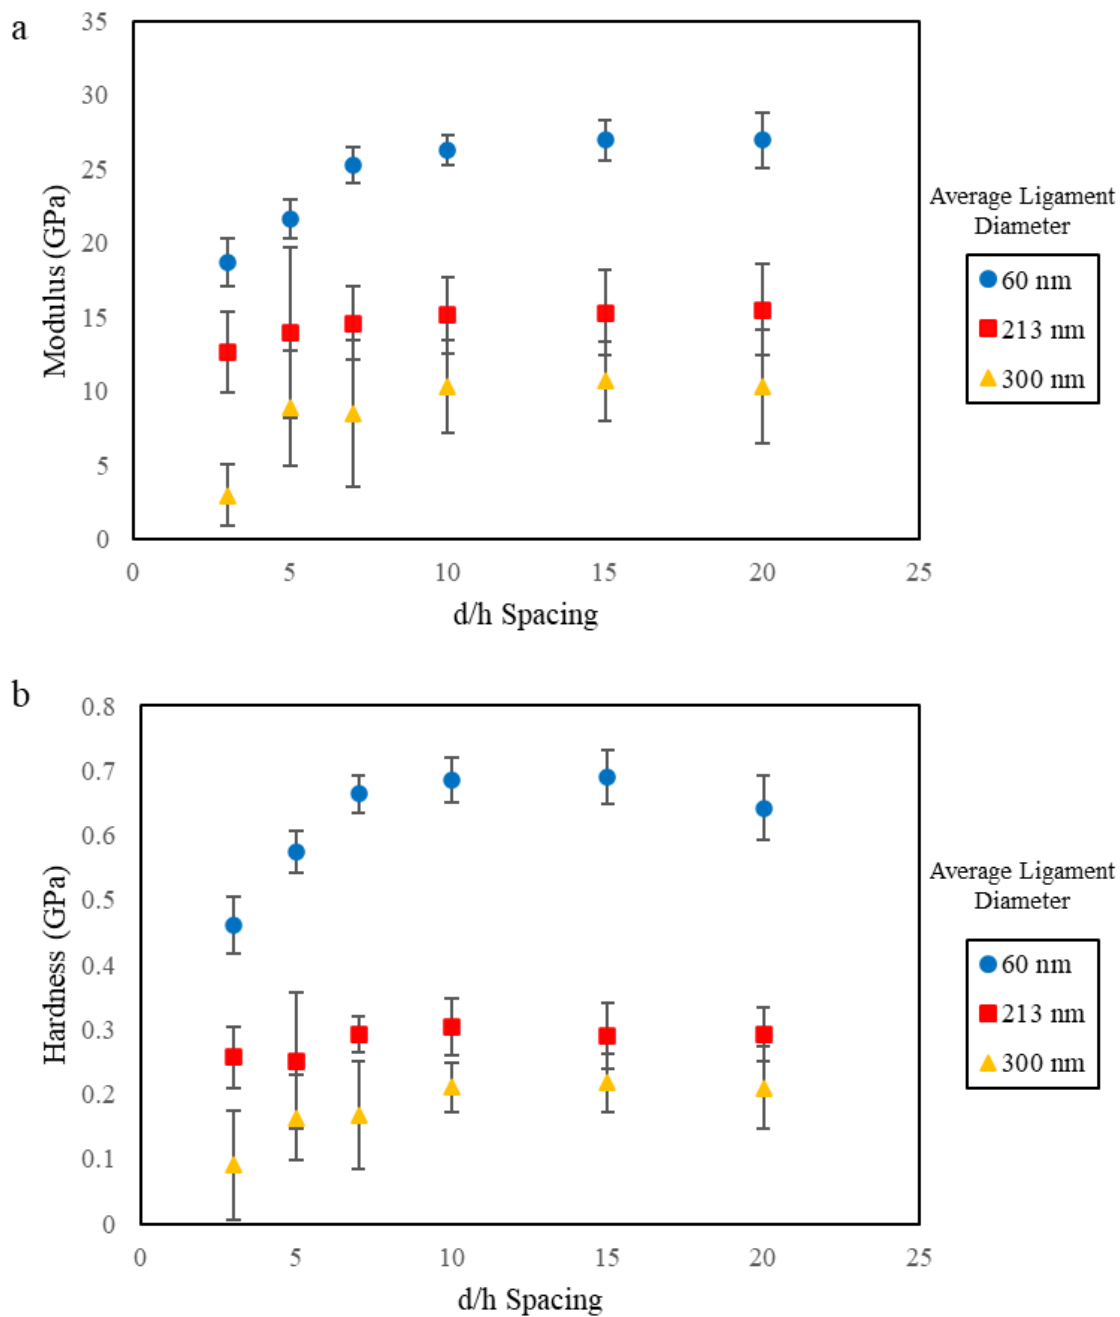 a
35
30
25
20
15
10
5
0
Modulus (GPa)
0 5 10 15 20 25
d/h Spacing
Average Ligament
Diameter
60 nm
213 nm
300 nm
b
0.8
0.7
0.6
0.5
0.4
0.3
0.2
0.1
0
Hardness (GPa)
0 5 10 15 20 25
d/h Spacing
Average Ligament
Diameter
60 nm
213 nm
300 nm